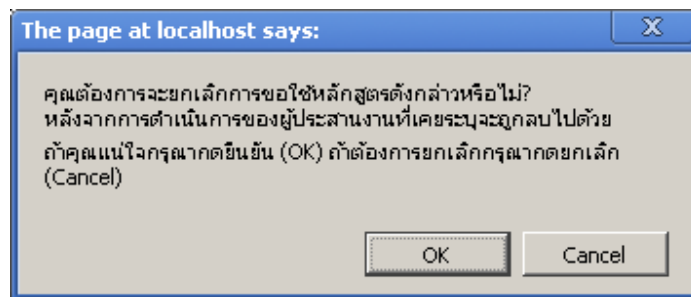 The page at localhost says:
คุณต้องการจะยกเลิกการขอใช้หลักสูตรดังกล่าวหรือไม่?
หลังจากการดำเนินการของผู้ประสานงานที่เคยระบุจะถูกลบไปด้วย
ถ้าคุณแน่ใจกรุณากดยืนยัน (OK) ถ้าต้องการยกเลิกกรุณากดยกเลิก
(Cancel)
OK Cancel